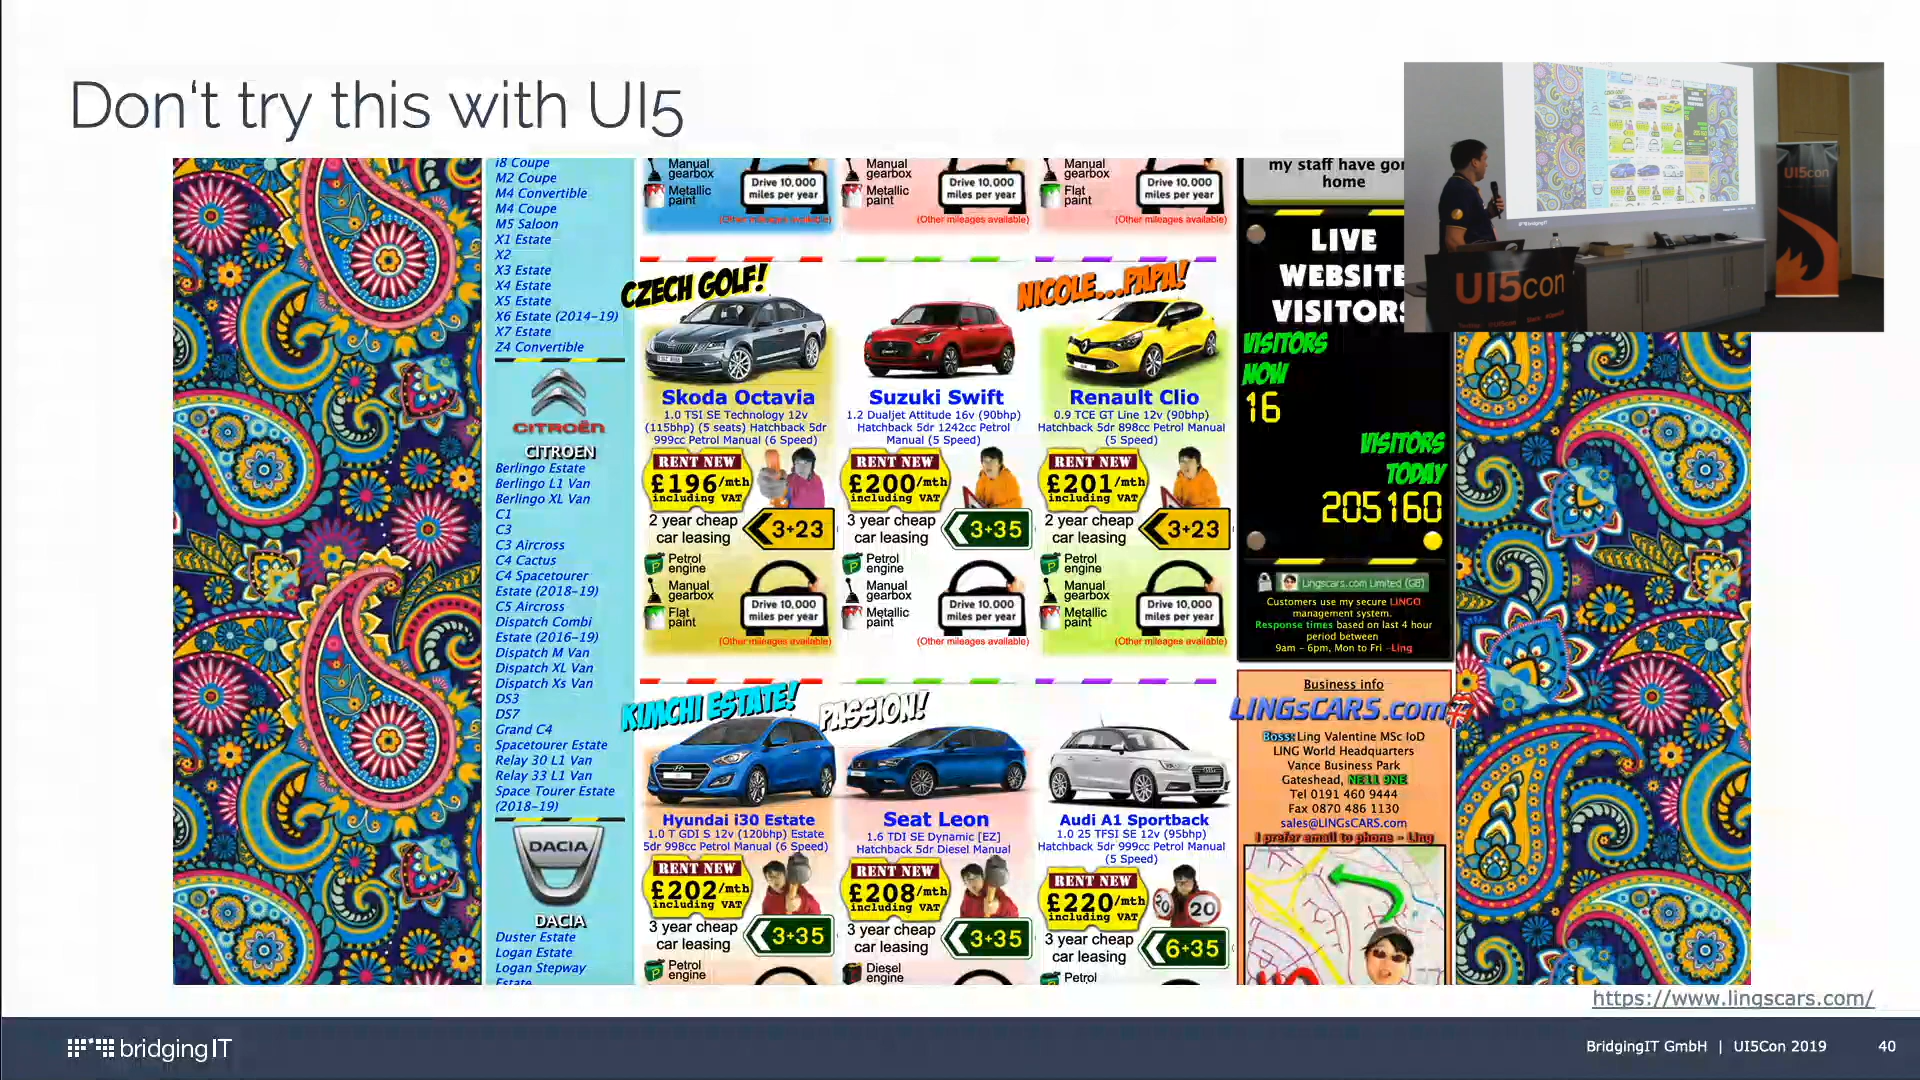 Don't try this with UI5
i8 Coupe
M2 Coupe
M4 Convertible
M4 Coupe
M5 Saloon
X1 Estate
X2
X3 Estate
X4 Estate
X5 Estate
X6 Estate (2014-19)
X7 Estate
Z4 Convertible
CITROËN
CITROEN
Berlingo Estate
Berlingo L1 Van
Berlingo XL Van
C1
C3
C3 Aircross
C4 Cactus
C4 Spacetourer
Estate (2018-19)
C5 Aircross
Dispatch Combi
Estate (2016-19)
Dispatch M Van
Dispatch XL Van
Dispatch Xs Van
DS3
DS7
Grand C4
Spacetourer Estate
Relay 30 L1 Van
Relay 33 L1 Van
Space Tourer Estate
(2018-19)
DACIA
DACIA
Duster Estate
Logan Estate
Logan Stepway
Estate
Manual
gearbox
Metallic
paint
Drive 10,000
miles per year
(Other mileages available)
Manual
gearbox
Metallic
paint
Drive 10,000
miles per year
(Other mileages available)
Manual
gearbox
Flat
paint
Drive 10,000
miles per year
(Other mileages available)
CZECH GOLF!
Skoda Octavia
1.0 TSI SE Technology 12v
(115bhp) (5 seats) Hatchback 5dr
999cc Petrol Manual (6 Speed)
RENT NEW
£196/mth
including VAT
2 year cheap
car leasing
3+23
Petrol
engine
Manual
gearbox
Flat
paint
Drive 10,000
miles per year
(Other mileages available)
Suzuki Swift
1.2 Dualjet Attitude 16v (90bhp)
Hatchback 5dr 1242cc Petrol
Manual (5 Speed)
RENT NEW
£200/mth
including VAT
3 year cheap
car leasing
3+35
Petrol
engine
Manual
gearbox
Metallic
paint
Drive 10,000
miles per year
(Other mileages available)
NICOLE...PAPA!
Renault Clio
0.9 TCE GT Line 12v (90bhp)
Hatchback 5dr 898cc Petrol Manual
(5 Speed)
RENT NEW
£201/mth
including VAT
2 year cheap
car leasing
3+23
Petrol
engine
Manual
gearbox
Metallic
paint
Drive 10,000
miles per year
(Other mileages available)
KIMCHI ESTATE!
Hyundai i30 Estate
1.0 T GDI S 12v (120bhp) Estate
5dr 998cc Petrol Manual (6 Speed)
RENT NEW
£202/mth
including VAT
3 year cheap
car leasing
3+35
Petrol
engine
PASSION!
Seat Leon
1.6 TDI SE Dynamic [EZ]
Hatchback 5dr Diesel Manual
RENT NEW
£208/mth
including VAT
3 year cheap
car leasing
3+35
Diesel
engine
Audi A1 Sportback
1.0 25 TFSI SE 12v (95bhp)
Hatchback 5dr 999cc Petrol Manual
(5 Speed)
RENT NEW
£220/mth
including VAT
20
3 year cheap
car leasing
6+35
Petrol
my staff have gon
home
LIVE
WEBSITE
VISITORS
VISITORS
NOW
16
VISITORS
TODAY
205160
Lingscars.com Limited (GB)
Customers use my secure LINGO
management system.
Response times based on last 4 hour
period between
9am - 6pm, Mon to Fri -Ling
Business info
LINGsCARS.com
Boss: Ling Valentine MSc IoD
LING World Headquarters
Vance Business Park
Gateshead, NE11 9NE
Tel 0191 460 9444
Fax 0870 486 1130
sales@LINGsCARS.com
I prefer email to phone - Ling
UI5con
UI5con
https://www.lingscars.com/
bridgingIT
BridgingIT GmbH | UI5Con 2019
40